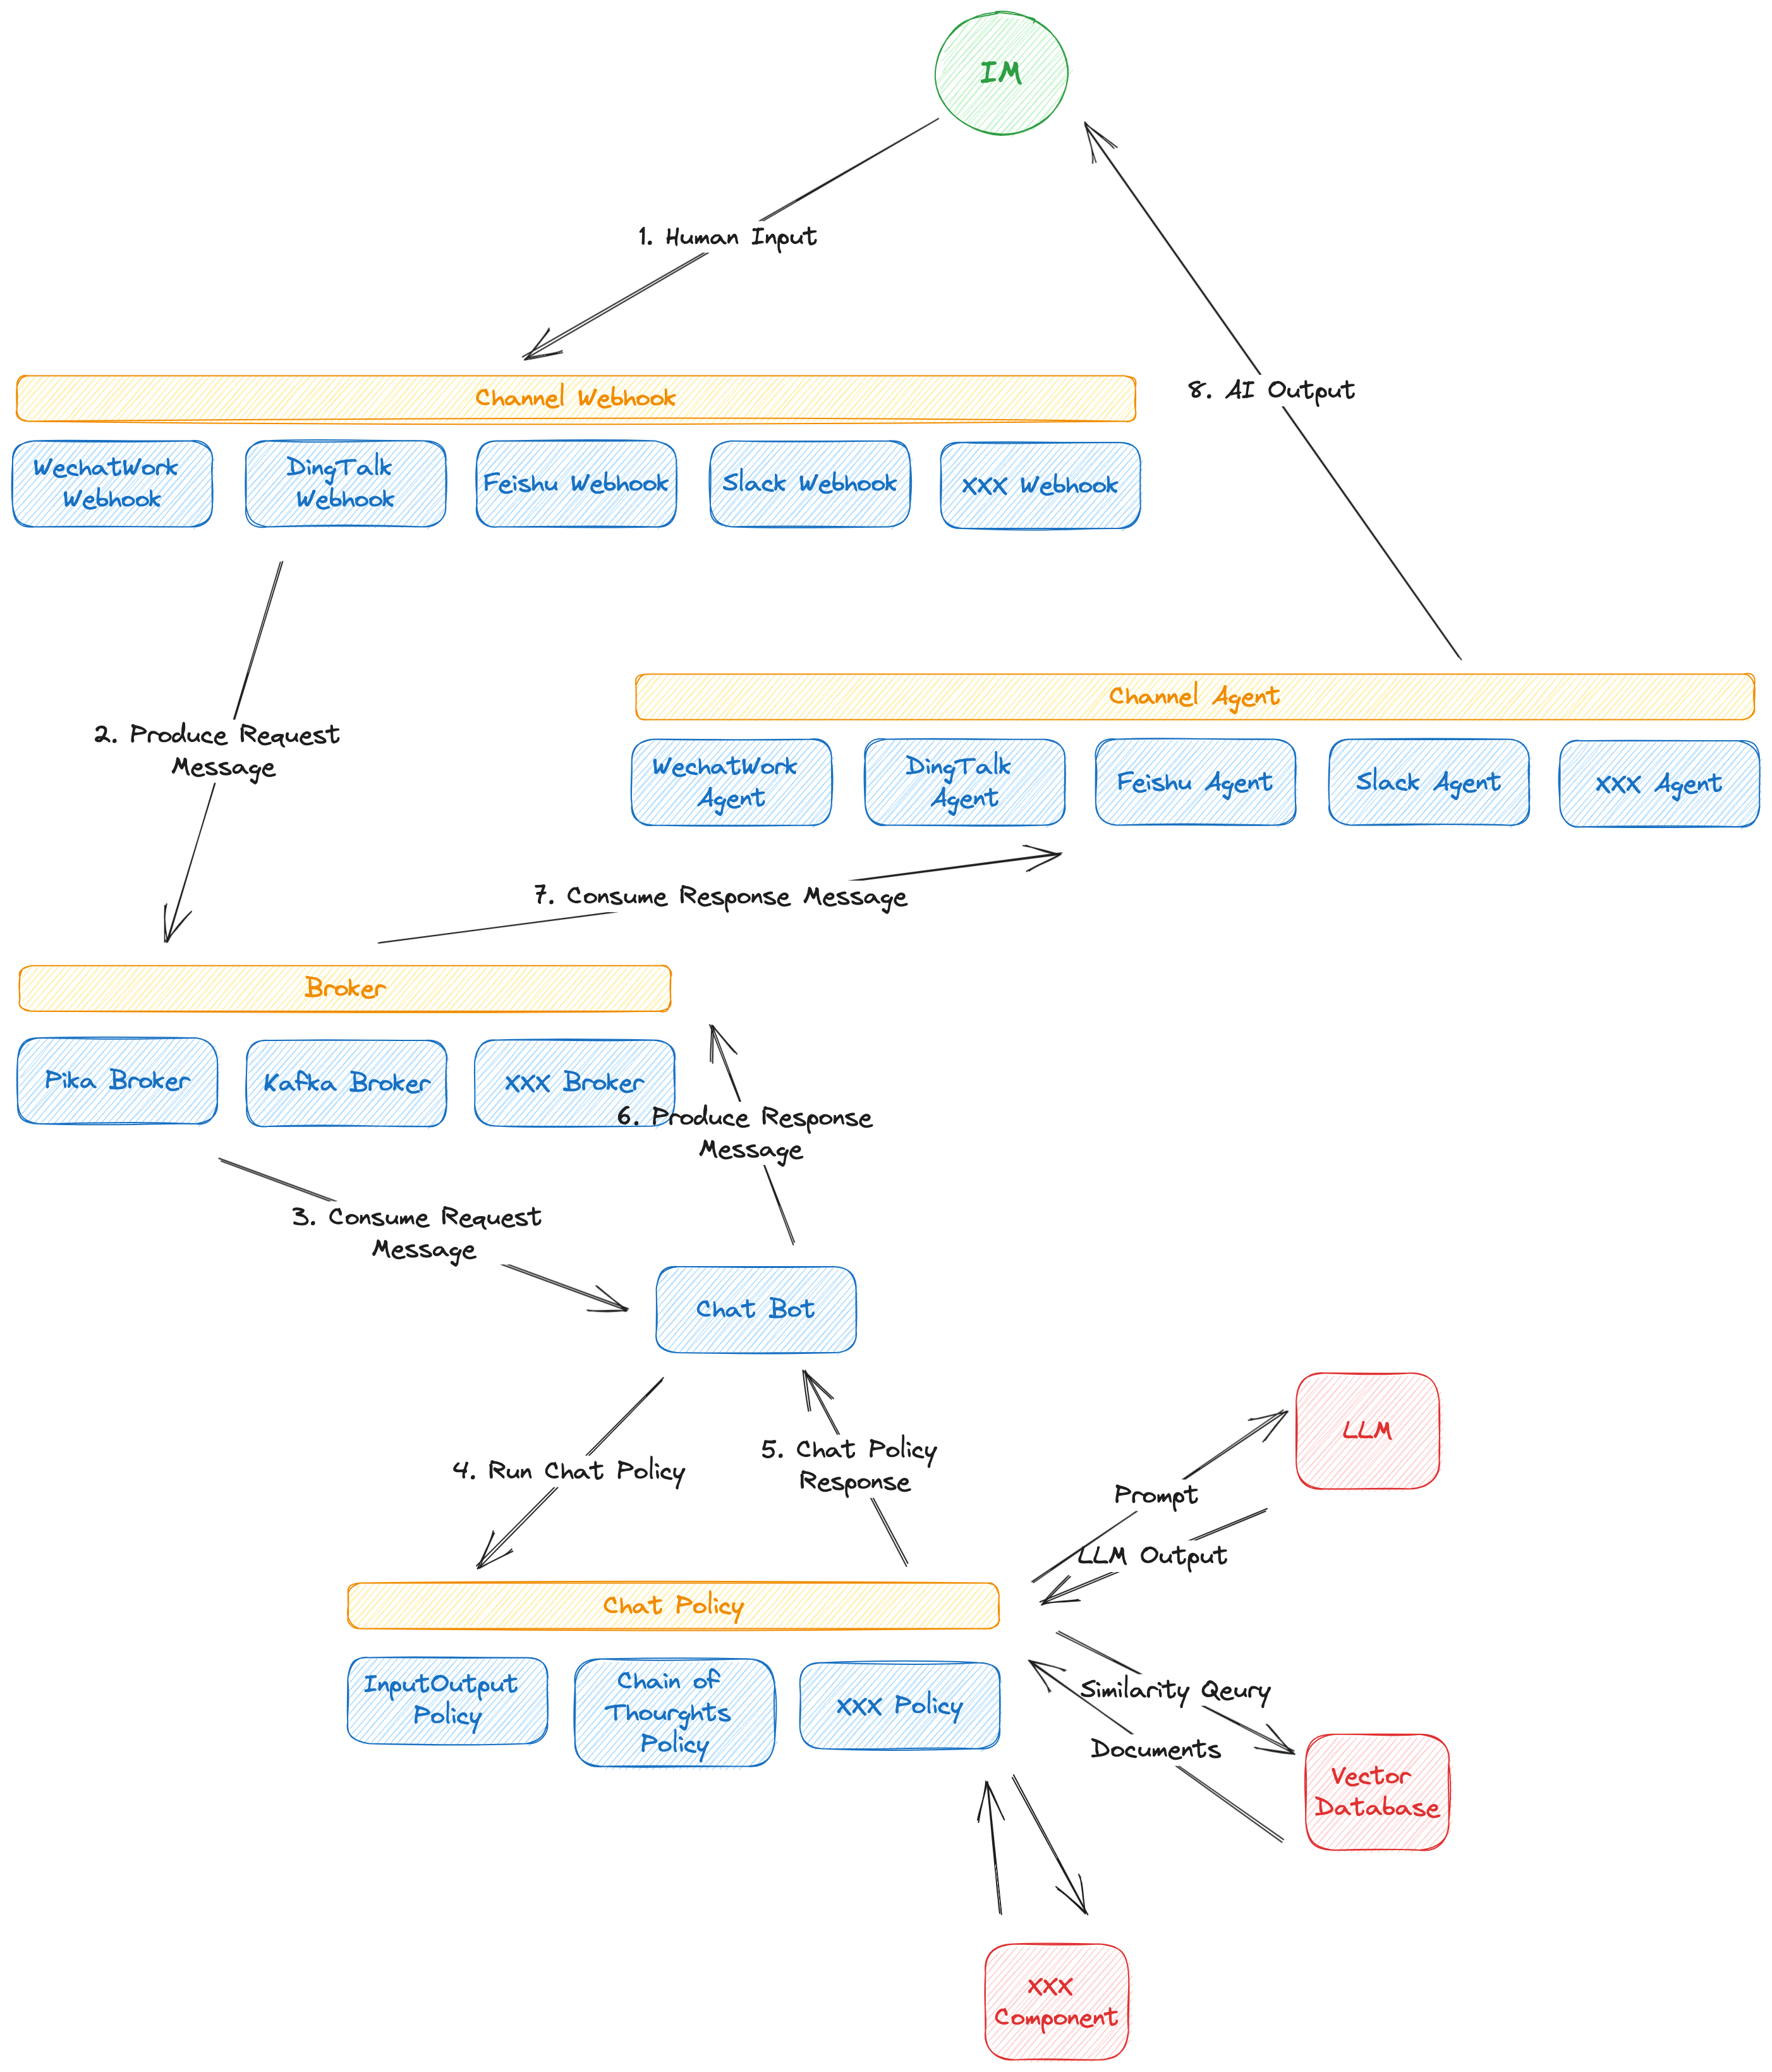 IM
1. Human Input
Channel Webhook
8. AI Output
WechatWork
Webhook
DingTalk
Webhook
Feishu Webhook
Slack Webhook
XXX Webhook
2. Produce Request
Message
Channel Agent
WechatWork
Agent
DingTalk
Agent
Feishu Agent
Slack Agent
XXX Agent
7. Consume Response Message
Broker
Pika Broker
Kafka Broker
XXX Broker
6. Produce Response
Message
3. Consume Request
Message
Chat Bot
4. Run Chat Policy
5. Chat Policy
Response
LLM
Prompt
LLM Output
Chat Policy
InputOutput
Policy
Chain of
Thourghts
Policy
XXX Policy
Similarity Qeury
Documents
Vector
Database
XXX
Component